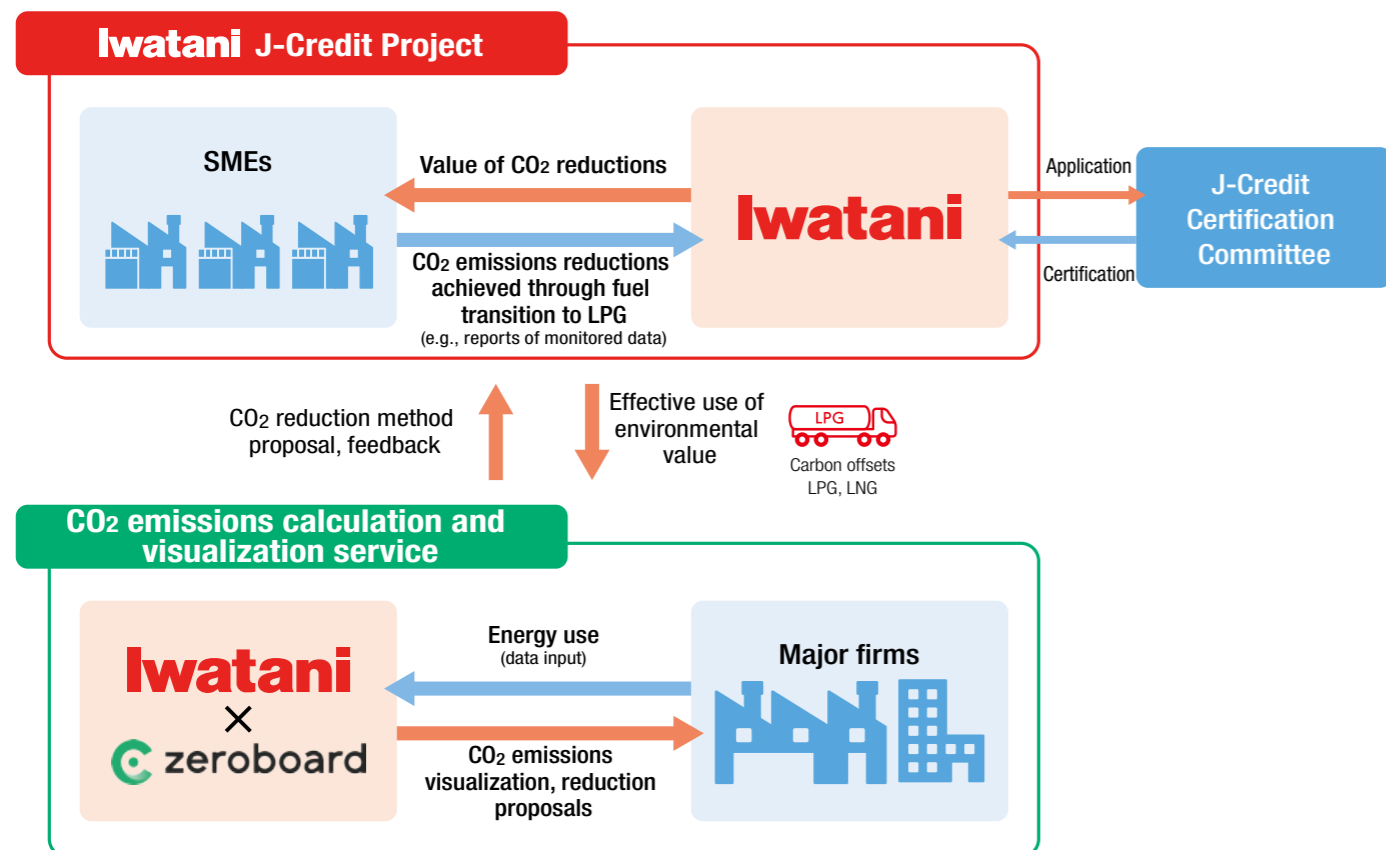 Iwatani J-Credit Project
SMEs
Value of CO2 reductions
CO2 emissions reductions
achieved through fuel
transition to LPG
(e.g., reports of monitored data)
Iwatani
Application
Certification
J-Credit
Certification
Committee
CO2 reduction method
proposal, feedback
Effective use of
environmental
value
LPG
Carbon offsets
LPG, LNG
CO2 emissions calculation and
visualization service
Iwatani
×
zeroboard
Energy use
(data input)
CO2 emissions
visualization, reduction
proposals
Major firms